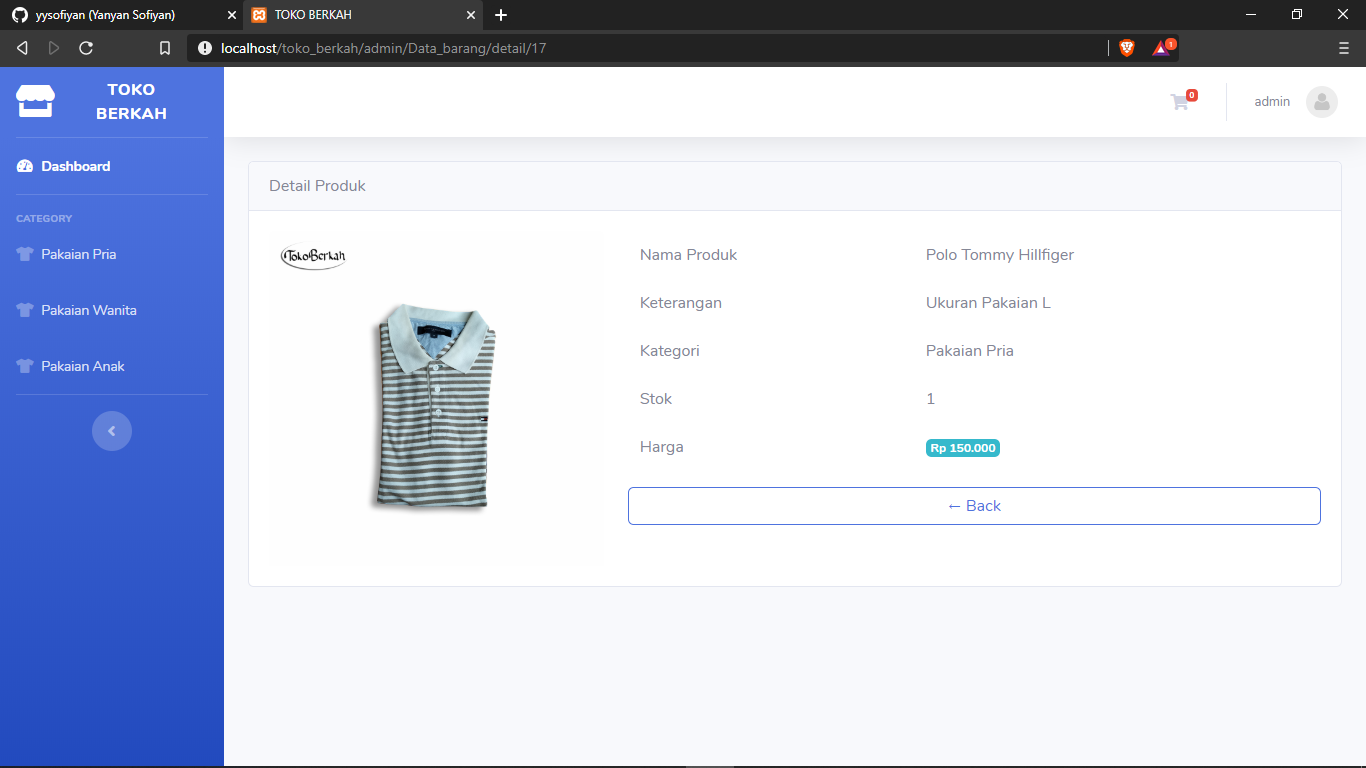 yysofiyan (Yanyan Sofiyan)
TOKO BERKAH
localhost/toko_berkah/admin/Data_barang/detail/17
1
TOKO
BERKAH
0
admin
Dashboard
CATEGORY
Pakaian Pria
Pakaian Wanita
Pakaian Anak
Detail Produk
TokoBerkah
Nama Produk Polo Tommy Hillfiger
Keterangan Ukuran Pakaian L
Kategori Pakaian Pria
Stok 1
Harga Rp 150.000
← Back